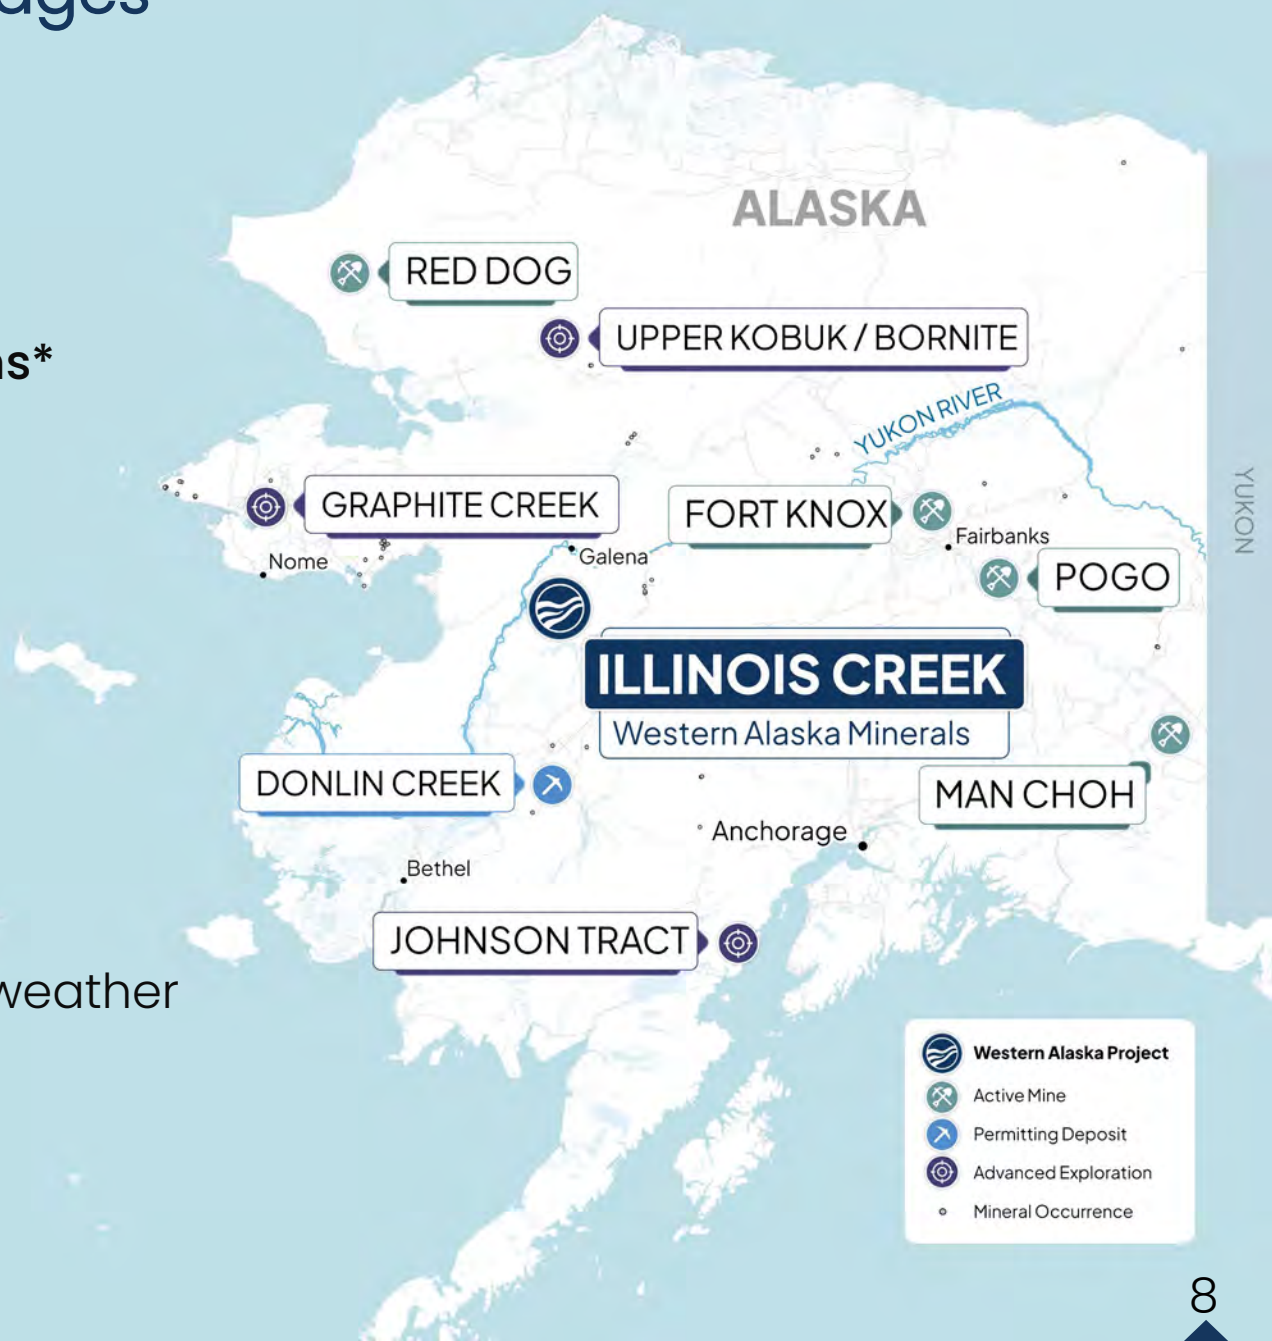 ALASKA
RED DOG
UPPER KOBUK / BORNITE
YUKON RIVER
YUKON
GRAPHITE CREEK
FORT KNOX
Fairbanks
Galena
Nome
POGO
ILLINOIS CREEK
Western Alaska Minerals
DONLIN CREEK
MAN CHOH
Anchorage
Bethel
JOHNSON TRACT
weather
Western Alaska Project
Active Mine
Permitting Deposit
Advanced Exploration
Mineral Occurrence
8